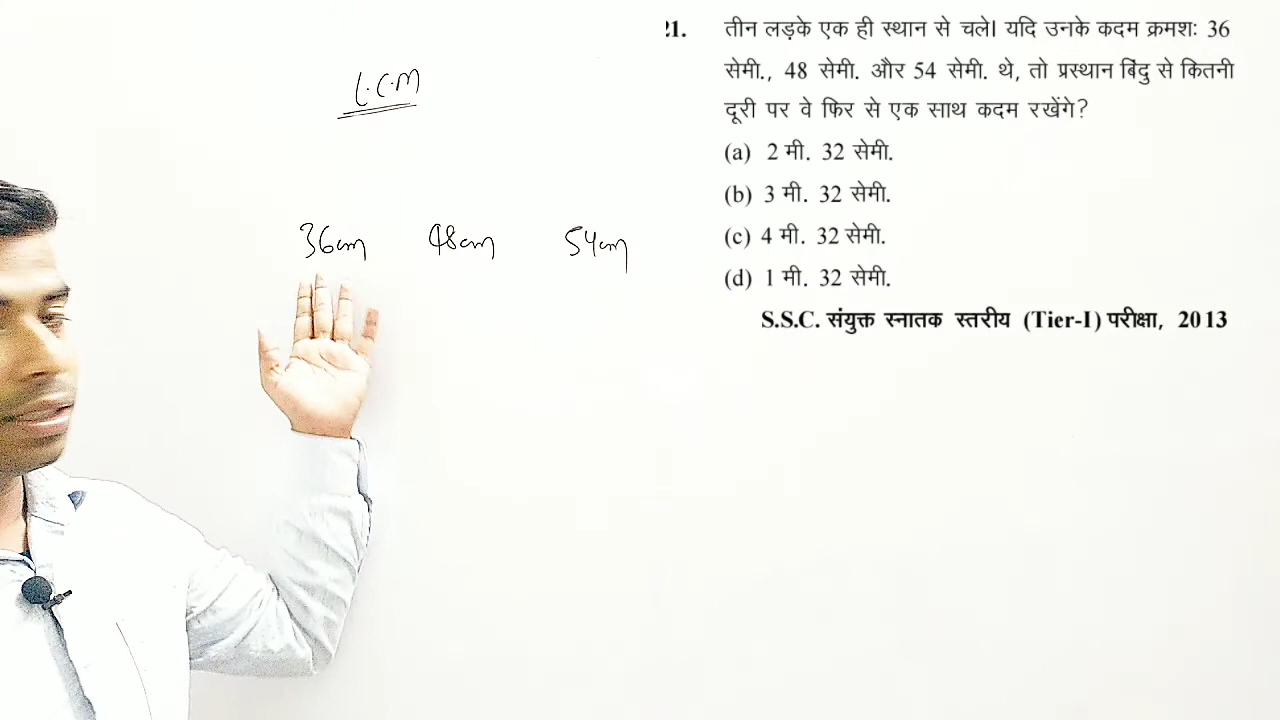 L.C.M
36cm 48cm 54cm
21. तीन लड़के एक ही स्थान से चले। यदि उनके कदम क्रमशः 36
सेमी., 48 सेमी. और 54 सेमी. थे, तो प्रस्थान बिंदु से कितनी
दूरी पर वे फिर से एक साथ कदम रखेंगे?
(a) 2 मी. 32 सेमी.
(b) 3 मी. 32 सेमी.
(c) 4 मी. 32 सेमी.
(d) 1 मी. 32 सेमी.
S.S.C. संयुक्त स्नातक स्तरीय (Tier-I) परीक्षा, 2013